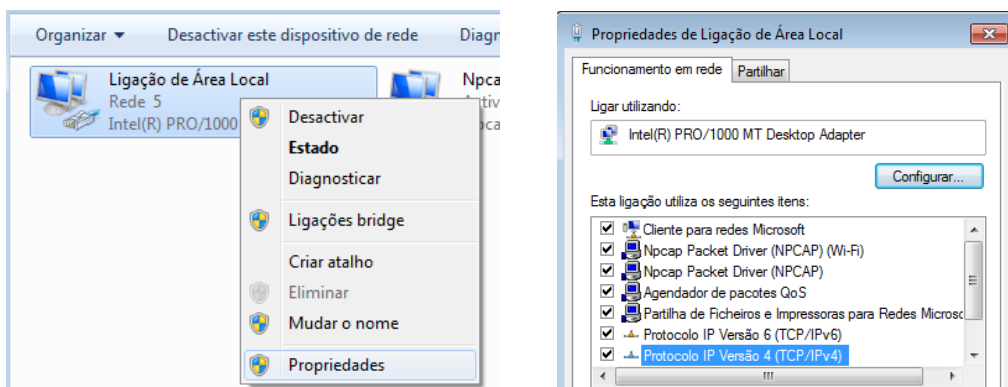 Organizar
Desactivar este dispositivo de rede
Diagn
Ligação de Área Local
Rede 5
Intel(R) PRO/1000
Npca
Desactivar
Estado
Diagnosticar
Ligações bridge
Criar atalho
Eliminar
Mudar o nome
Propriedades
Propriedades de Ligação de Área Local
Funcionamento em rede
Partilhar
Ligar utilizando:
Intel(R) PRO/1000 MT Desktop Adapter
Configurar...
Esta ligação utiliza os seguintes itens:
Cliente para redes Microsoft
Npcap Packet Driver (NPCAP) (Wi-Fi)
Npcap Packet Driver (NPCAP)
Agendador de pacotes QoS
Partilha de Ficheiros e Impressoras para Redes Microsc
Protocolo IP Versão 6 (TCP/IPv6)
Protocolo IP Versão 4 (TCP/IPv4)